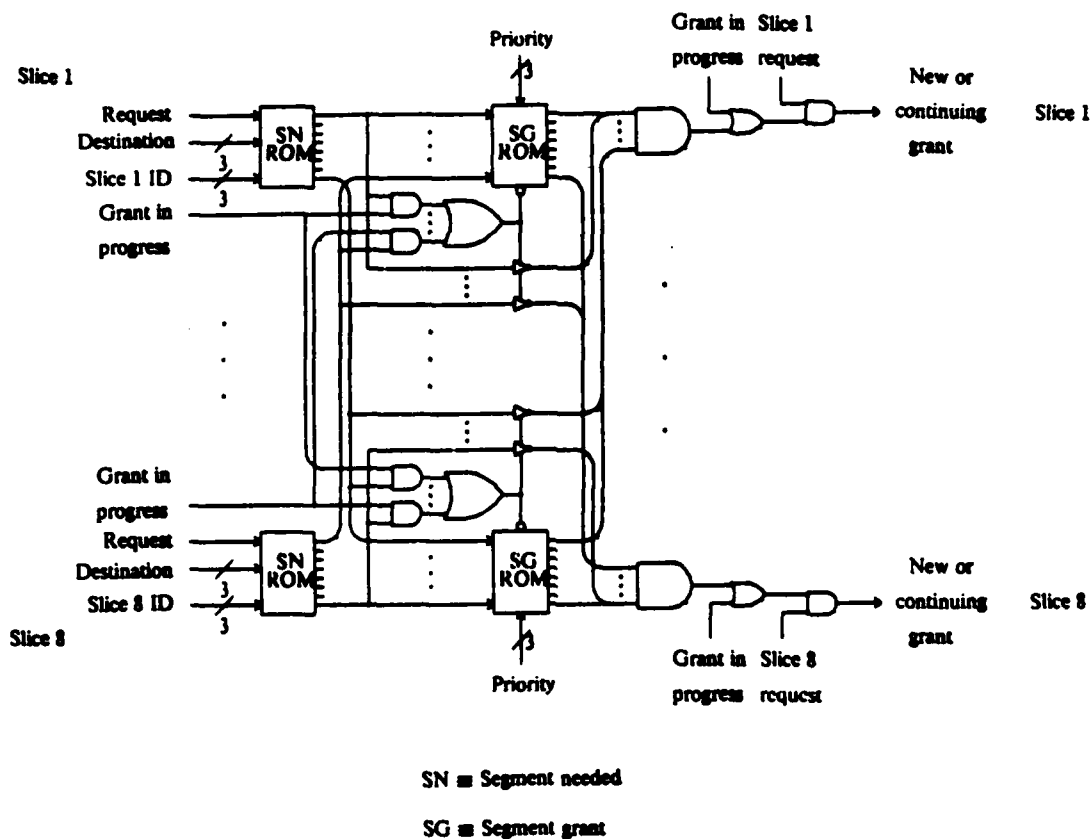 Grant in Slice 1
Priority
progress request
3
New or
Slice 1
Request
continuing
Slice 1
SN
ROM
SG
ROM
Destination
3
grant
Slice 1 ID
3
Grant in
progress
Grant in
progress
Request
SN
ROM
SG
ROM
New or
Destination
3
continuing
Slice 8
Slice 8 ID
3
grant
Slice 8
3
Grant in Slice 8
Priority
progress request
SN ≡ Segment needed
SG ≡ Segment grant